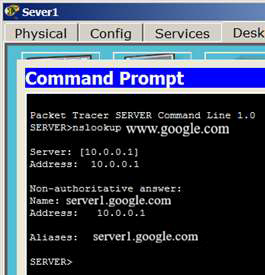 Sever1
Physical Config Services Desk
Command Prompt
Packet Tracer SERVER Command Line 1.0
SERVER>nslookup www.google.com
Server: [10.0.0.1]
Address: 10.0.0.1
Non-authoritative answer:
Name: server1.google.com
Address: 10.0.0.1
Aliases: server1.google.com
SERVER>